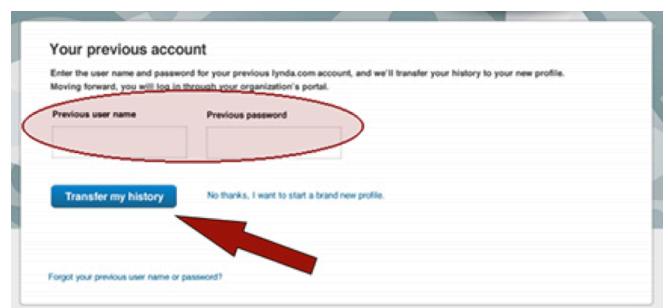 Your previous account
Enter the user name and password for your previous lynda.com account, and we'll transfer your history to your new profile.
Moving forward, you will log in through your organization's portal.
Previous user name Previous password
Transfer my history No thanks, I want to start a brand new profile.
Forgot your previous user name or password?